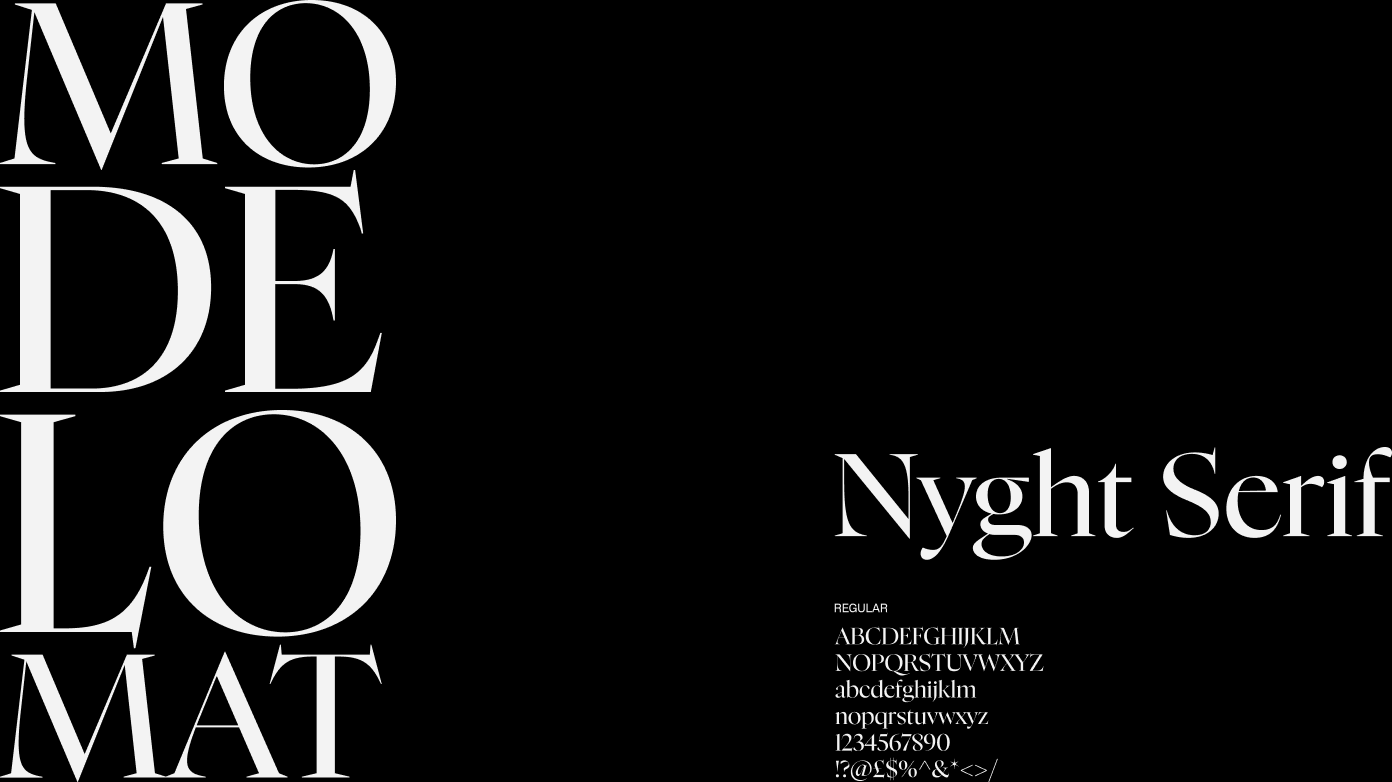 MO
DE
LO
MAT
Nyght Serif
REGULAR
ABCDEFGHIJKLM
NOPQRSTUVWXYZ
abcdefghijklm
nopqrstuvwxyz
1234567890
!?@£$%^&*<>/